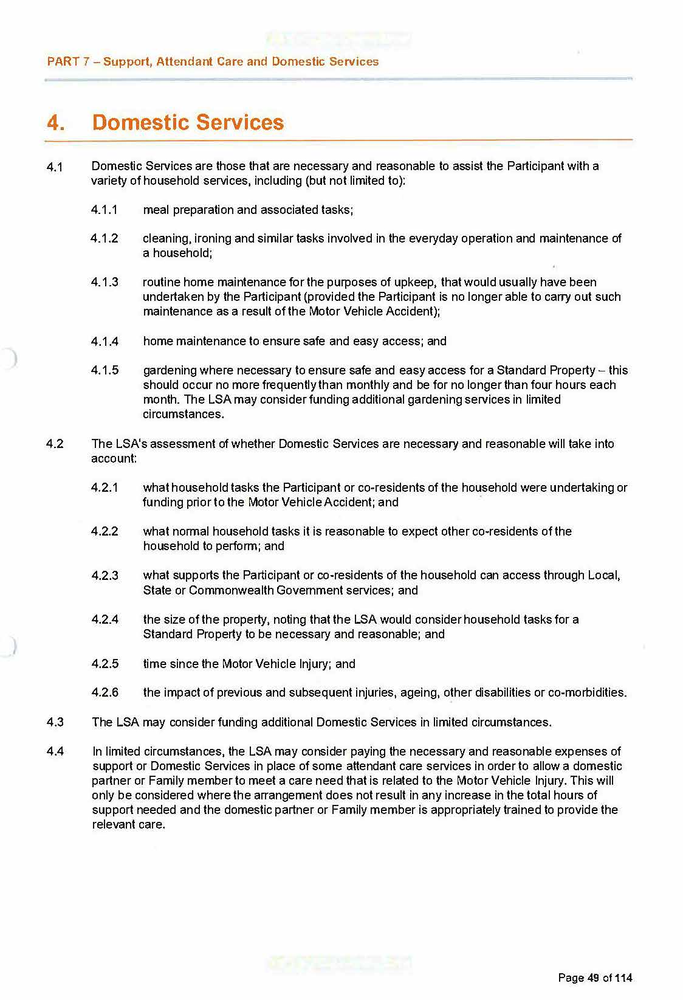 PART 7 – Support, Attendant Care and Domestic Services
4. Domestic Services
4.1 Domestic Services are those that are necessary and reasonable to assist the Participant with a
variety of household services, including (but not limited to):
4.1.1 meal preparation and associated tasks;
4.1.2 cleaning, ironing and similar tasks involved in the everyday operation and maintenance of
a household;
4.1.3 routine home maintenance for the purposes of upkeep, that would usually have been
undertaken by the Participant (provided the Participant is no longer able to carry out such
maintenance as a result of the Motor Vehicle Accident);
4.1.4 home maintenance to ensure safe and easy access; and
4.1.5 gardening where necessary to ensure safe and easy access for a Standard Property – this
should occur no more frequently than monthly and be for no longer than four hours each
month. The LSA may consider funding additional gardening services in limited
circumstances.
4.2 The LSA's assessment of whether Domestic Services are necessary and reasonable will take into
account:
4.2.1 what household tasks the Participant or co-residents of the household were undertaking or
funding prior to the Motor Vehicle Accident; and
4.2.2 what normal household tasks it is reasonable to expect other co-residents of the
household to perform; and
4.2.3 what supports the Participant or co-residents of the household can access through Local,
State or Commonwealth Government services; and
4.2.4 the size of the property, noting that the LSA would consider household tasks for a
Standard Property to be necessary and reasonable; and
4.2.5 time since the Motor Vehicle Injury; and
4.2.6 the impact of previous and subsequent injuries, ageing, other disabilities or co-morbidities.
4.3 The LSA may consider funding additional Domestic Services in limited circumstances.
4.4 In limited circumstances, the LSA may consider paying the necessary and reasonable expenses of
support or Domestic Services in place of some attendant care services in order to allow a domestic
partner or Family member to meet a care need that is related to the Motor Vehicle Injury. This will
only be considered where the arrangement does not result in any increase in the total hours of
support needed and the domestic partner or Family member is appropriately trained to provide the
relevant care.
Page 49 of 114